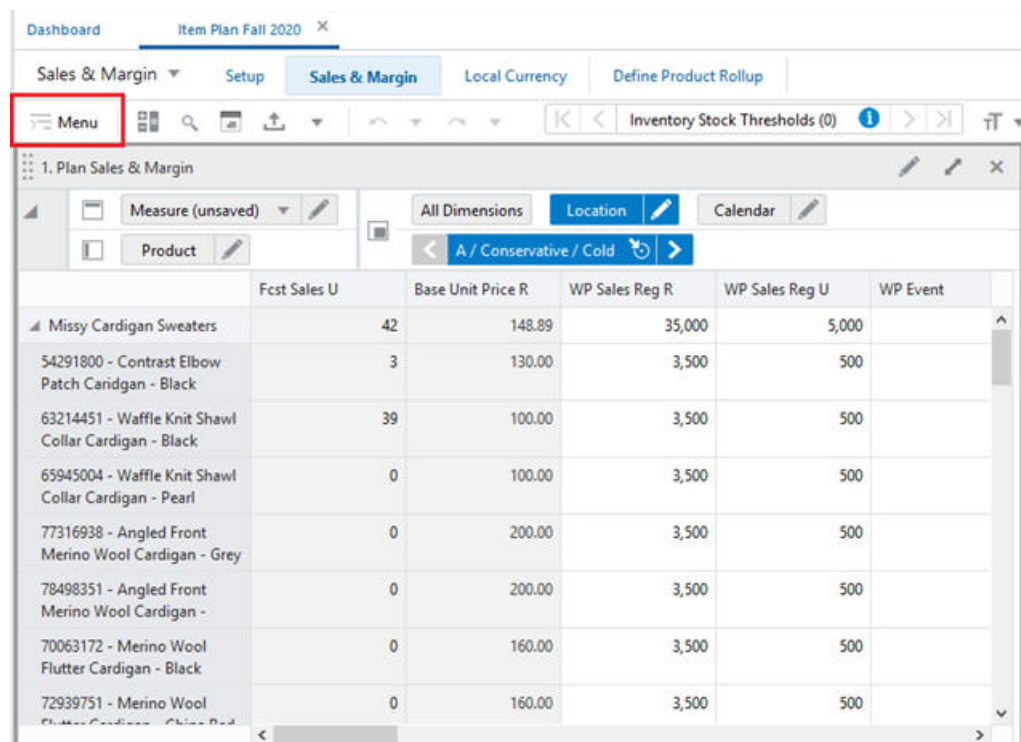 Dashboard Item Plan Fall 2020
Sales & Margin Setup Sales & Margin Local Currency Define Product Rollup
Menu Inventory Stock Thresholds (0) i tT
1. Plan Sales & Margin
Measure (unsaved) All Dimensions Location Calendar
Product A / Conservative / Cold
Fcst Sales U Base Unit Price R WP Sales Reg R WP Sales Reg U WP Event
Missy Cardigan Sweaters 42 148.89 35,000 5,000
54291800 - Contrast Elbow 3 130.00 3,500 500
Patch Caridgan - Black
63214451 - Waffle Knit Shawl 39 100.00 3,500 500
Collar Cardigan - Black
65945004 - Waffle Knit Shawl 0 100.00 3,500 500
Collar Cardigan - Pearl
77316938 - Angled Front 0 200.00 3,500 500
Merino Wool Cardigan - Grey
78498351 - Angled Front 0 200.00 3,500 500
Merino Wool Cardigan -
70063172 - Merino Wool 0 160.00 3,500 500
Flutter Cardigan - Black
72939751 - Merino Wool 0 160.00 3,500 500